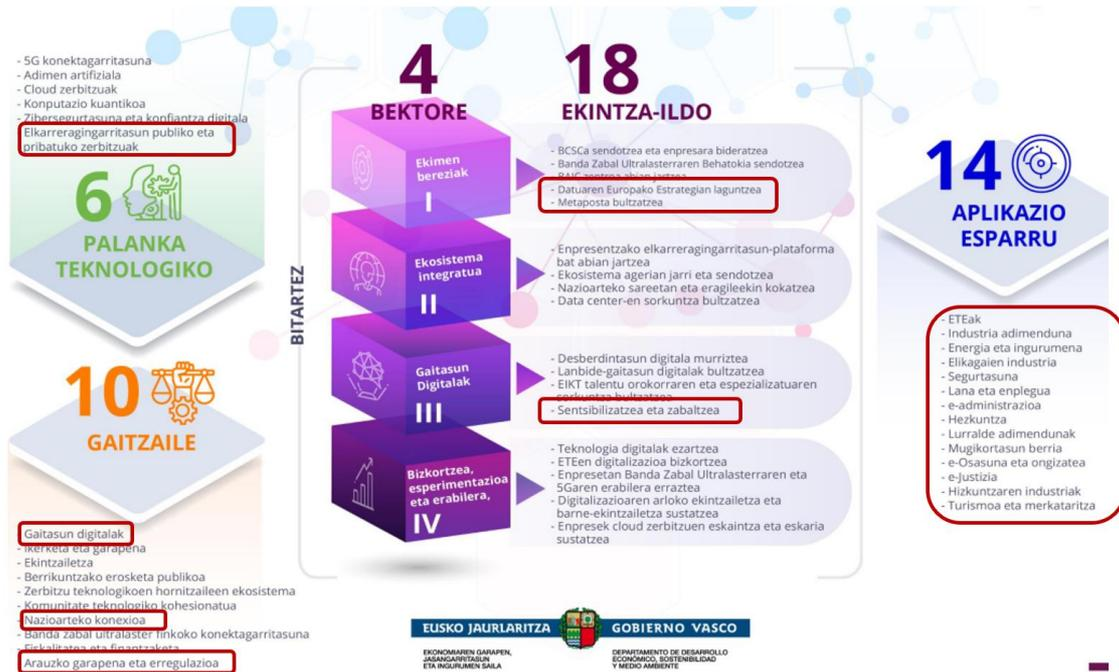 - 5G konektagarritasuna
- Adimen artifiziala
- Cloud zerbitzuak
- Konputazio kuantikoa
- Zibersegurtasuna eta konfiantza digitala
Elkarreragingarritasun publiko eta
pribatuko zerbitzuak
6
PALANKA
TEKNOLOGIKO
10
GAITZAILE
- Gaitasun digitalak
- Ikerketa eta garapena
- Ekintzailetza
- Berrikuntzako erosketa publikoa
- Zerbitzu teknologikoen hornitzaileen ekosistema
- Komunitate teknologiko kohesionatua
- Nazioarteko konexioa
- Banda zabal ultralaster finkoko konektagarritasuna
- Fiskalitatea eta finantzaketa
Arauzko garapena eta erregulazioa
BITARTEZ
4
BEKTORE
Ekimen
bereziak
I
Ekosistema
integratua
II
Gaitasun
Digitalak
III
Bizkortzea,
esperimentazioa
eta erabilera,
IV
18
EKINTZA-ILDO
- BCSCa sendotzea eta enpresara bideratzea
- Banda Zabal Ultralasterraren Behatokia sendotzea
- BAIC zentroa abian jartzea
- Datuaren Europako Estrategian laguntzea
- Metaposta bultzatzea
- Enpresentzako elkarreragingarritasun-plataforma
bat abian jartzea
- Ekosistema agerian jarri eta sendotzea
- Nazioarteko sareetan eta eragileekin kokatzea
- Data center-en sorkuntza bultzatzea
- Desberdintasun digitala murriztea
- Lanbide-gaitasun digitalak bultzatzea
- EIKT talentu orokorraren eta espezializatuaren
sorkuntza bultzatzea
- Sentsibilizatzea eta zabaltzea
- Teknologia digitalak ezartzea
- ETEen digitalizazioa bizkortzea
- Enpresetan Banda Zabal Ultralasterraren eta
5Garen erabilera erraztea
- Digitalizazioaren arloko ekintzailetza eta
barne-ekintzailetza sustatzea
- Enpresek cloud zerbitzuen eskaintza eta eskaria
sustatzea
14
APLIKAZIO
ESPARRU
- ETEak
- Industria adimenduna
- Energia eta ingurumena
- Elikagaien industria
- Segurtasuna
- Lana eta enplegua
- e-administrazioa
- Hezkuntza
- Lurralde adimendunak
- Mugikortasun berria
- e-Osasuna eta ongizatea
- e-Justizia
- Hizkuntzaren industriak
- Turismoa eta merkataritza
EUSKO JAURLARITZA GOBIERNO VASCO
EKONOMIAREN GARAPEN,
JASANGARRITASUN
ETA INGURUMEN SAILA
DEPARTAMENTO DE DESARROLLO
ECONÓMICO, SOSTENIBILIDAD
Y MEDIO AMBIENTE